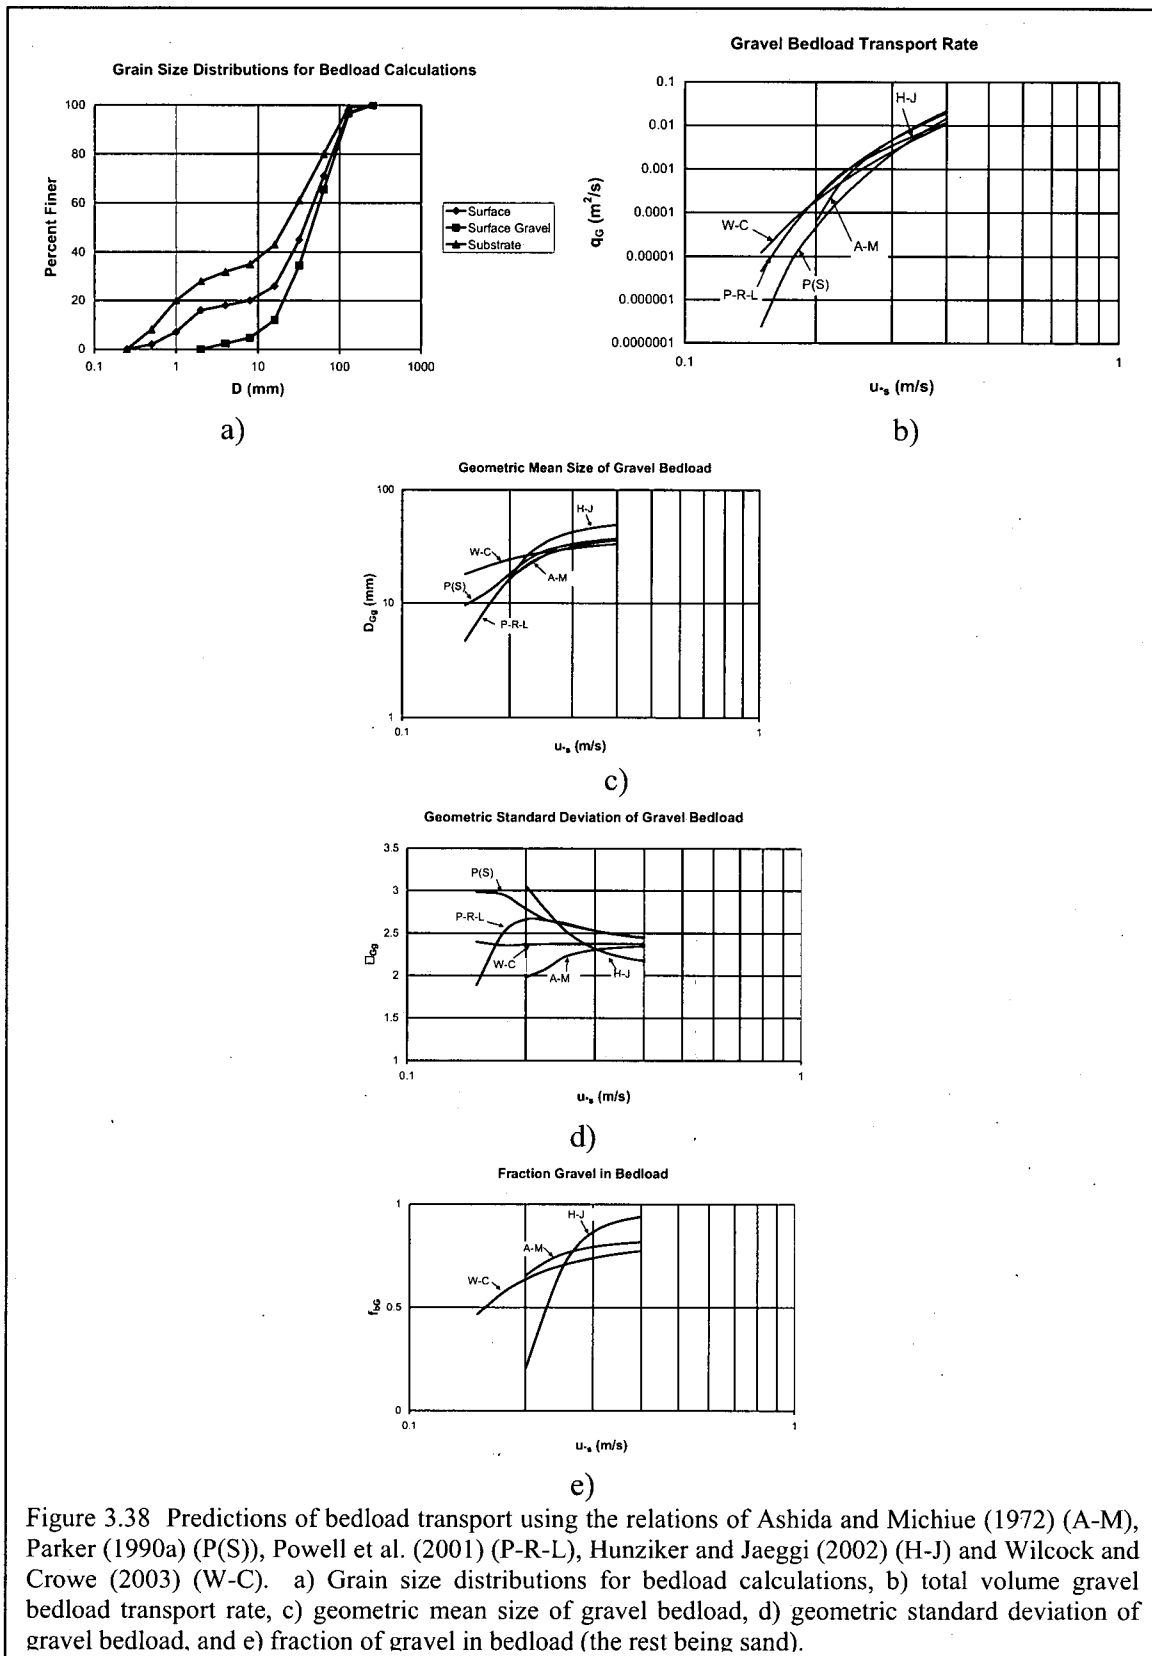 Grain Size Distributions for Bedload Calculations
Percent Finer
100
80
60
40
20
0
0.1 1 10 100 1000
D (mm)
Surface
Surface Gravel
Substrate
a)
Gravel Bedload Transport Rate
qG (m²/s)
0.1
0.01
0.001
0.0001
0.00001
0.000001
0.0000001
H-J
W-C
A-M
P-R-L
P(S)
0.1 1
u*s (m/s)
b)
Geometric Mean Size of Gravel Bedload
DGg (mm)
100
10
1
H-J
W-C
A-M
P(S)
P-R-L
0.1 1
u*s (m/s)
c)
Geometric Standard Deviation of Gravel Bedload
□Gg
3.5
3
2.5
2
1.5
1
P(S)
P-R-L
W-C
A-M
H-J
0.1 1
u*s (m/s)
d)
Fraction Gravel in Bedload
fbG
1
0.5
0
H-J
A-M
W-C
0.1 1
u*s (m/s)
e)
Figure 3.38 Predictions of bedload transport using the relations of Ashida and Michiue (1972) (A-M),
Parker (1990a) (P(S)), Powell et al. (2001) (P-R-L), Hunziker and Jaeggi (2002) (H-J) and Wilcock and
Crowe (2003) (W-C). a) Grain size distributions for bedload calculations, b) total volume gravel
bedload transport rate, c) geometric mean size of gravel bedload, d) geometric standard deviation of
gravel bedload, and e) fraction of gravel in bedload (the rest being sand).